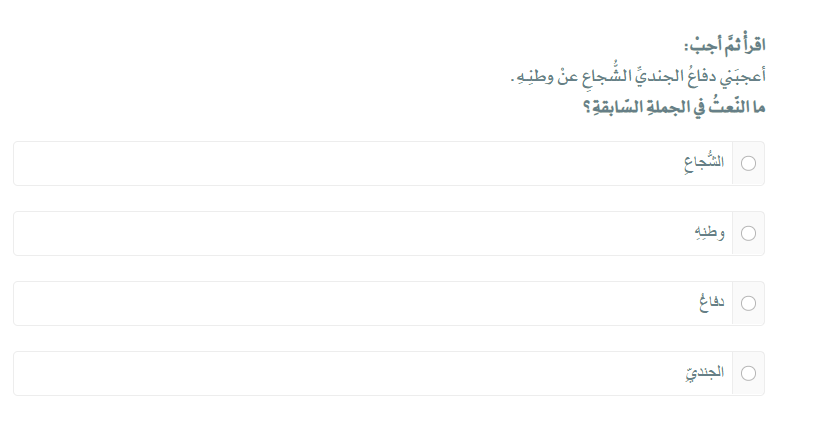 اقرأْ ثمَّ أجبْ:
أعجبَني دفاعُ الجنديِّ الشُّجاعِ عنْ وطنِهِ.
ما النّعتُ في الجملةِ السّابقةِ؟
الشُّجاعِ
وطنِهِ
دفاعُ
الجنديِّ